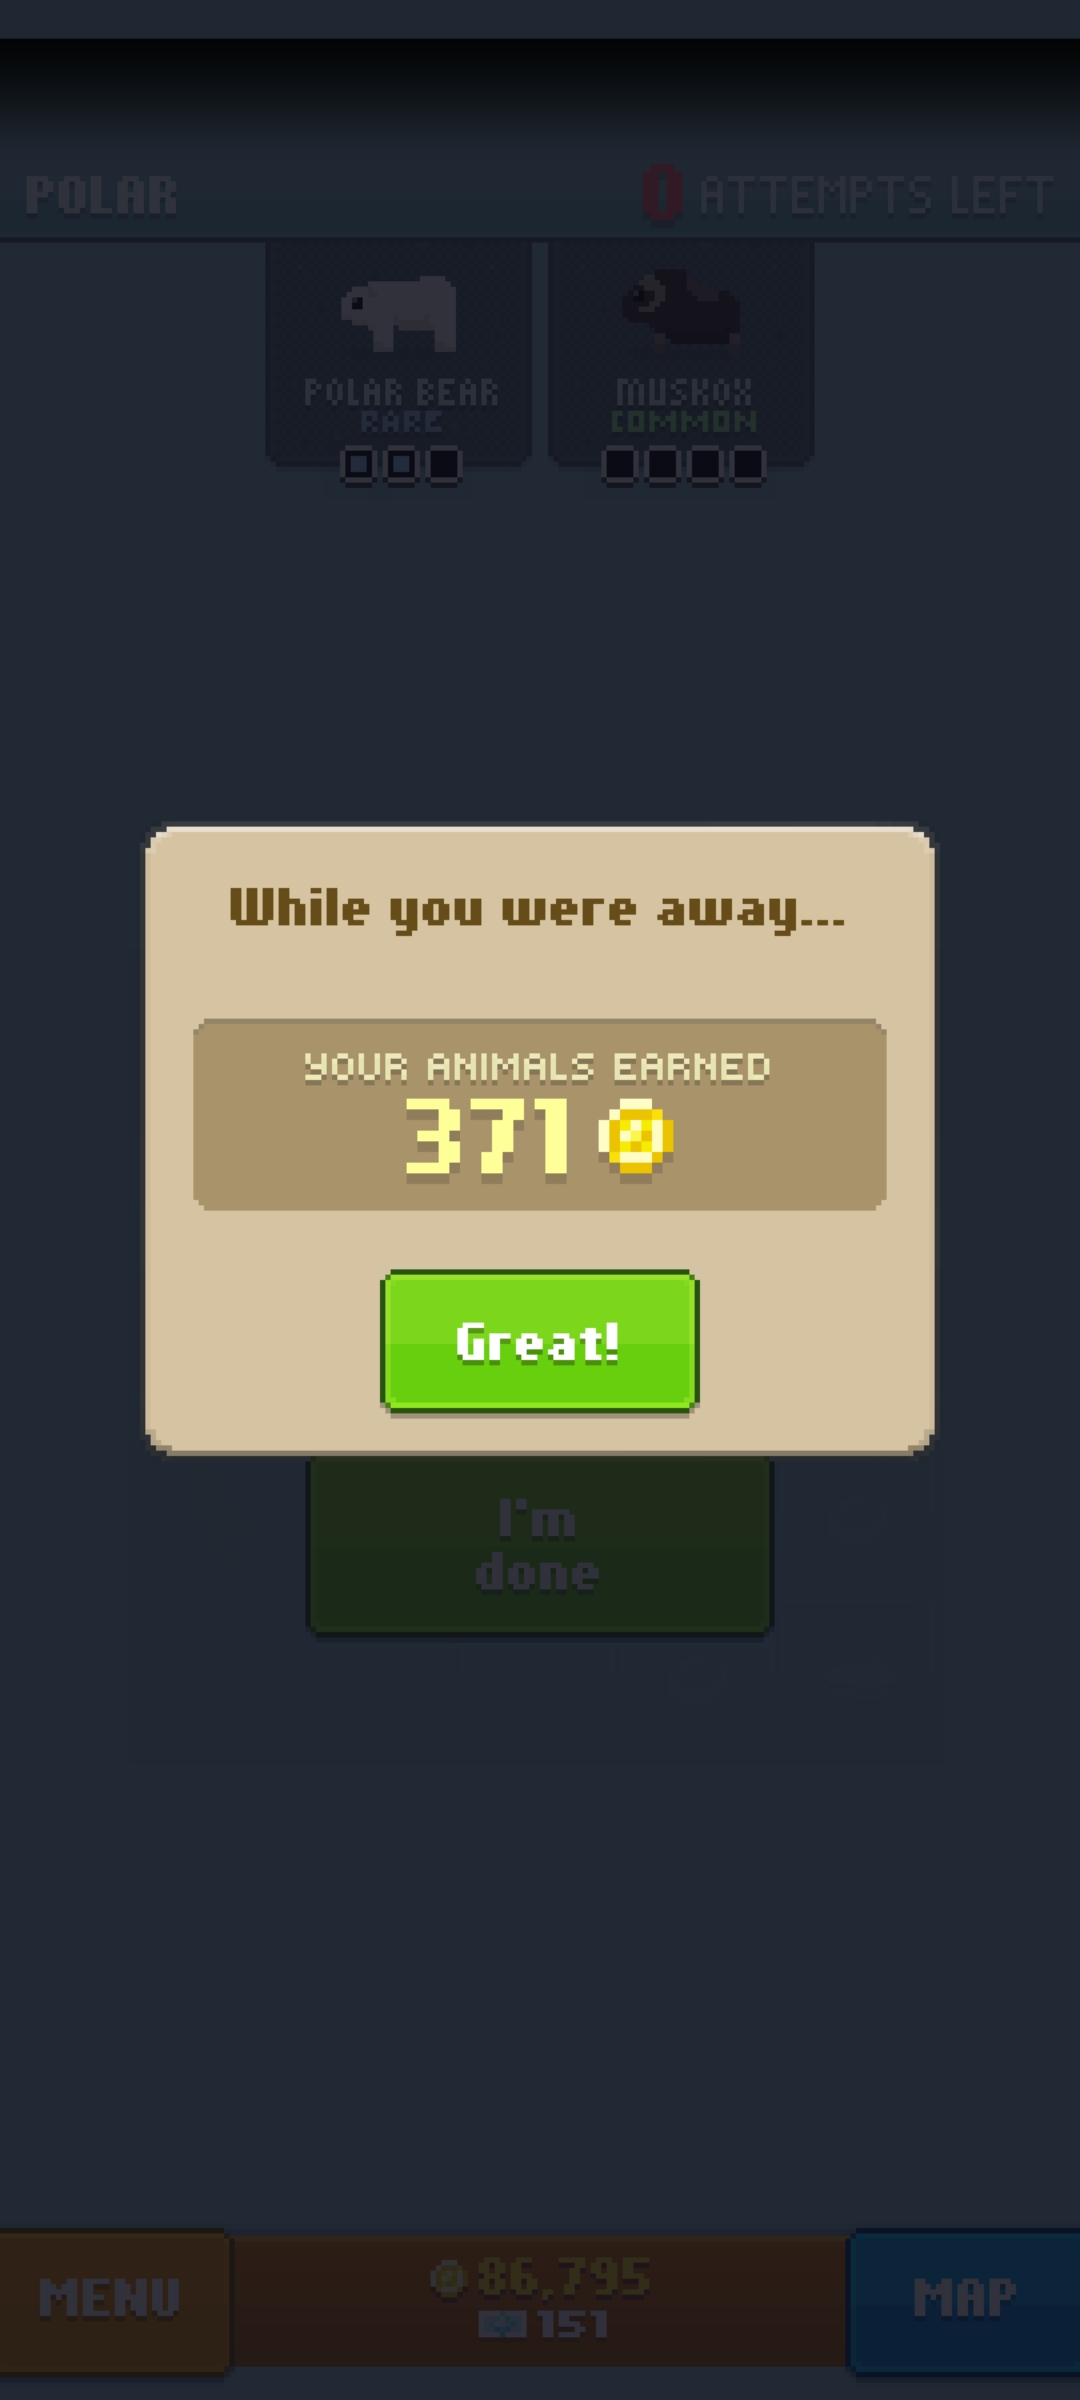 POLAR
0 ATTEMPTS LEFT
POLAR BEAR
RARE
MUSKOX
COMMON
While you were away...
YOUR ANIMALS EARNED
371
Great!
I'm
done
MENU
86,795
151
MAP